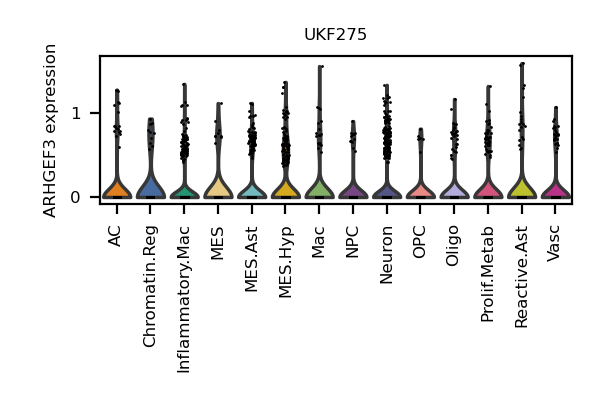 UKF275
ARHGEF3 expression
1
0
AC
Chromatin.Reg
Inflammatory.Mac
MES
MES.Ast
MES.Hyp
Mac
NPC
Neuron
OPC
Oligo
Prolif.Metab
Reactive.Ast
Vasc